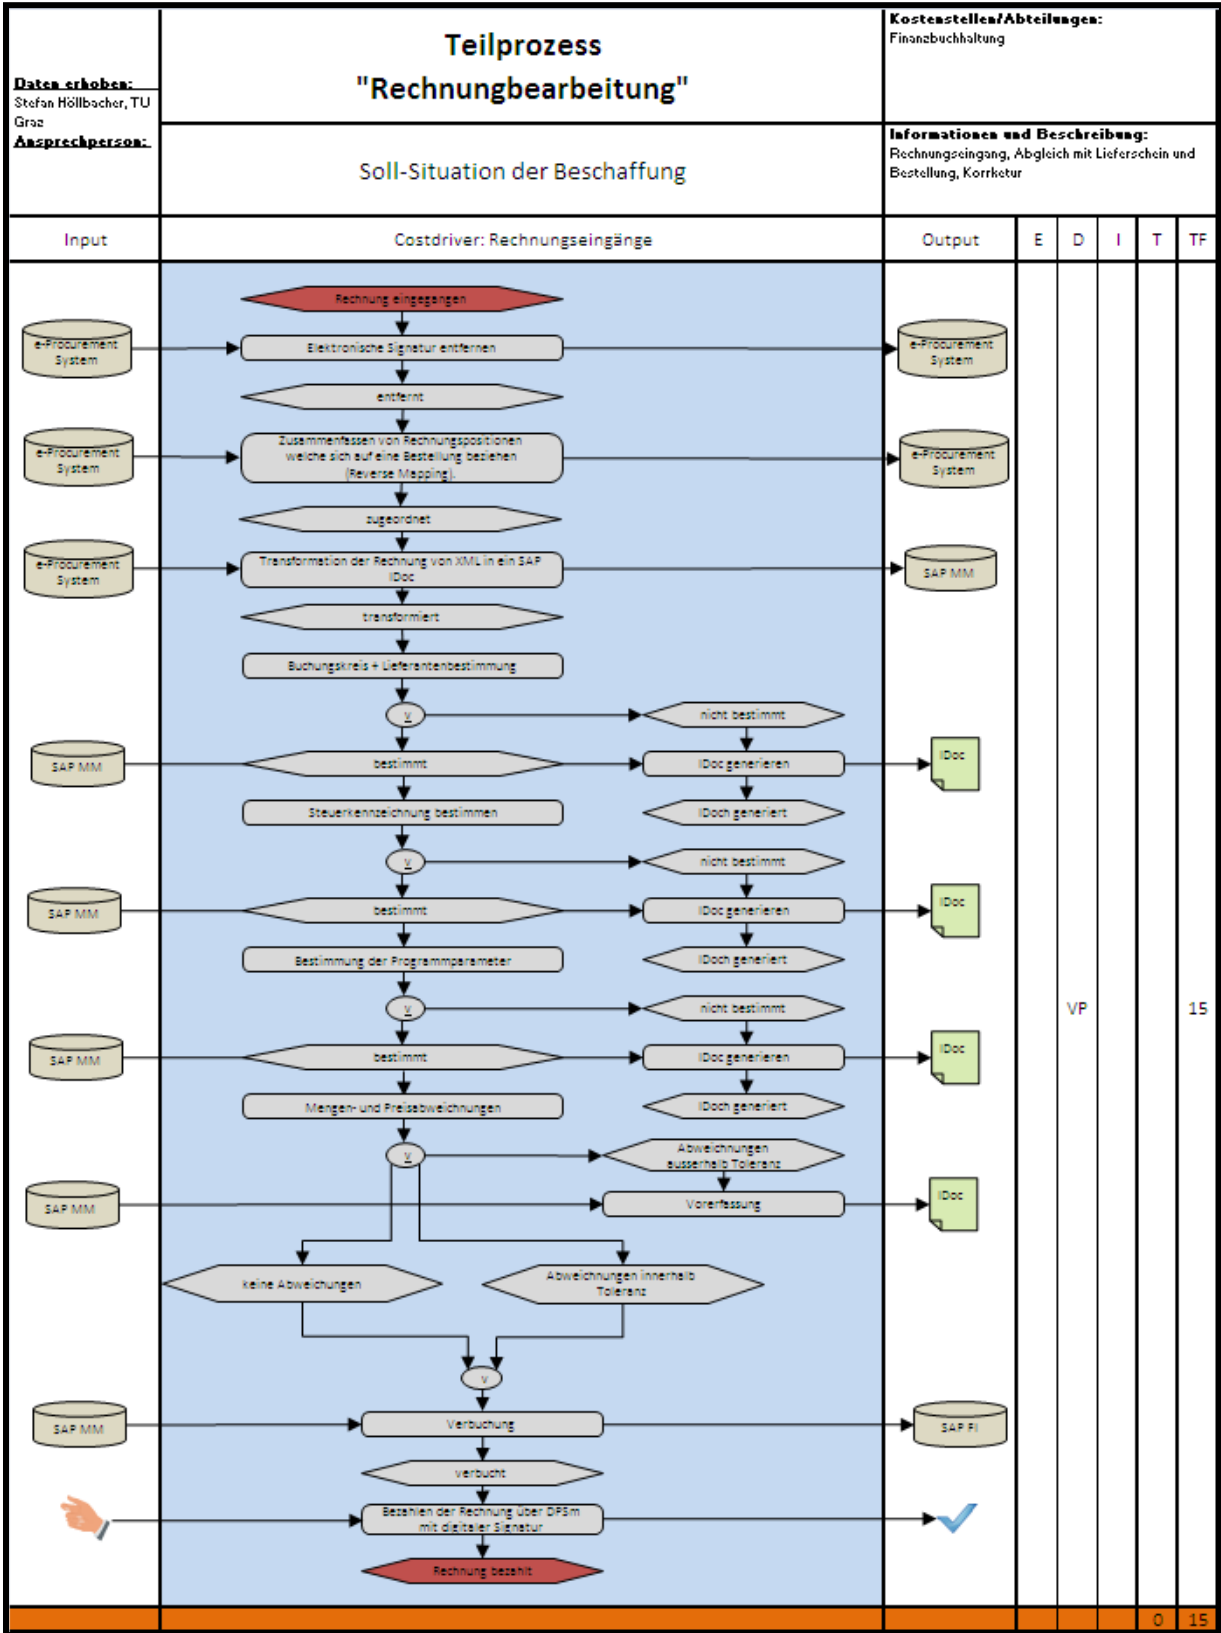 Daten erhoben:
Stefan Höllbacher, TU
Graz
Ansprechperson:
Teilprozess
"Rechnungbearbeitung"
Soll-Situation der Beschaffung
Kostenstellen/Abteilungen:
Finanzbuchhaltung
Informationen und Beschreibung:
Rechnungseingang, Abgleich mit Lieferschein und
Bestellung, Korrketur
Input
Costdriver: Rechnungseingänge
Output
E
D
I
T
TF
Rechnung eingegangen
e-Procurement
System
Elektronische Signatur entfernen
e-Procurement
System
entfernt
e-Procurement
System
Zusammenfassen von Rechnungspositionen
welche sich auf eine Bestellung beziehen
(Reverse Mapping).
e-Procurement
System
zugeordnet
e-Procurement
System
Transformation der Rechnung von XML in ein SAP
IDoc
SAP MM
transformiert
Buchungskreis + Lieferantenbestimmung
v
nicht bestimmt
SAP MM
bestimmt
IDoc generieren
IDoc
Steuerkennzeichnung bestimmen
IDoch generiert
v
nicht bestimmt
SAP MM
bestimmt
IDoc generieren
IDoc
Bestimmung der Programmparameter
IDoch generiert
v
nicht bestimmt
VP
15
SAP MM
bestimmt
IDoc generieren
IDoc
Mengen- und Preisabweichnungen
IDoch generiert
v
Abweichnungen
ausserhalb Toleranz
SAP MM
Vorerfassung
IDoc
keine Abweichungen
Abweichnungen innerhalb
Toleranz
v
SAP MM
Verbuchung
SAP FI
verbucht
Bezahlen der Rechnung über DPSm
mit digitaler Signatur
Rechnung bezahlt
0
15